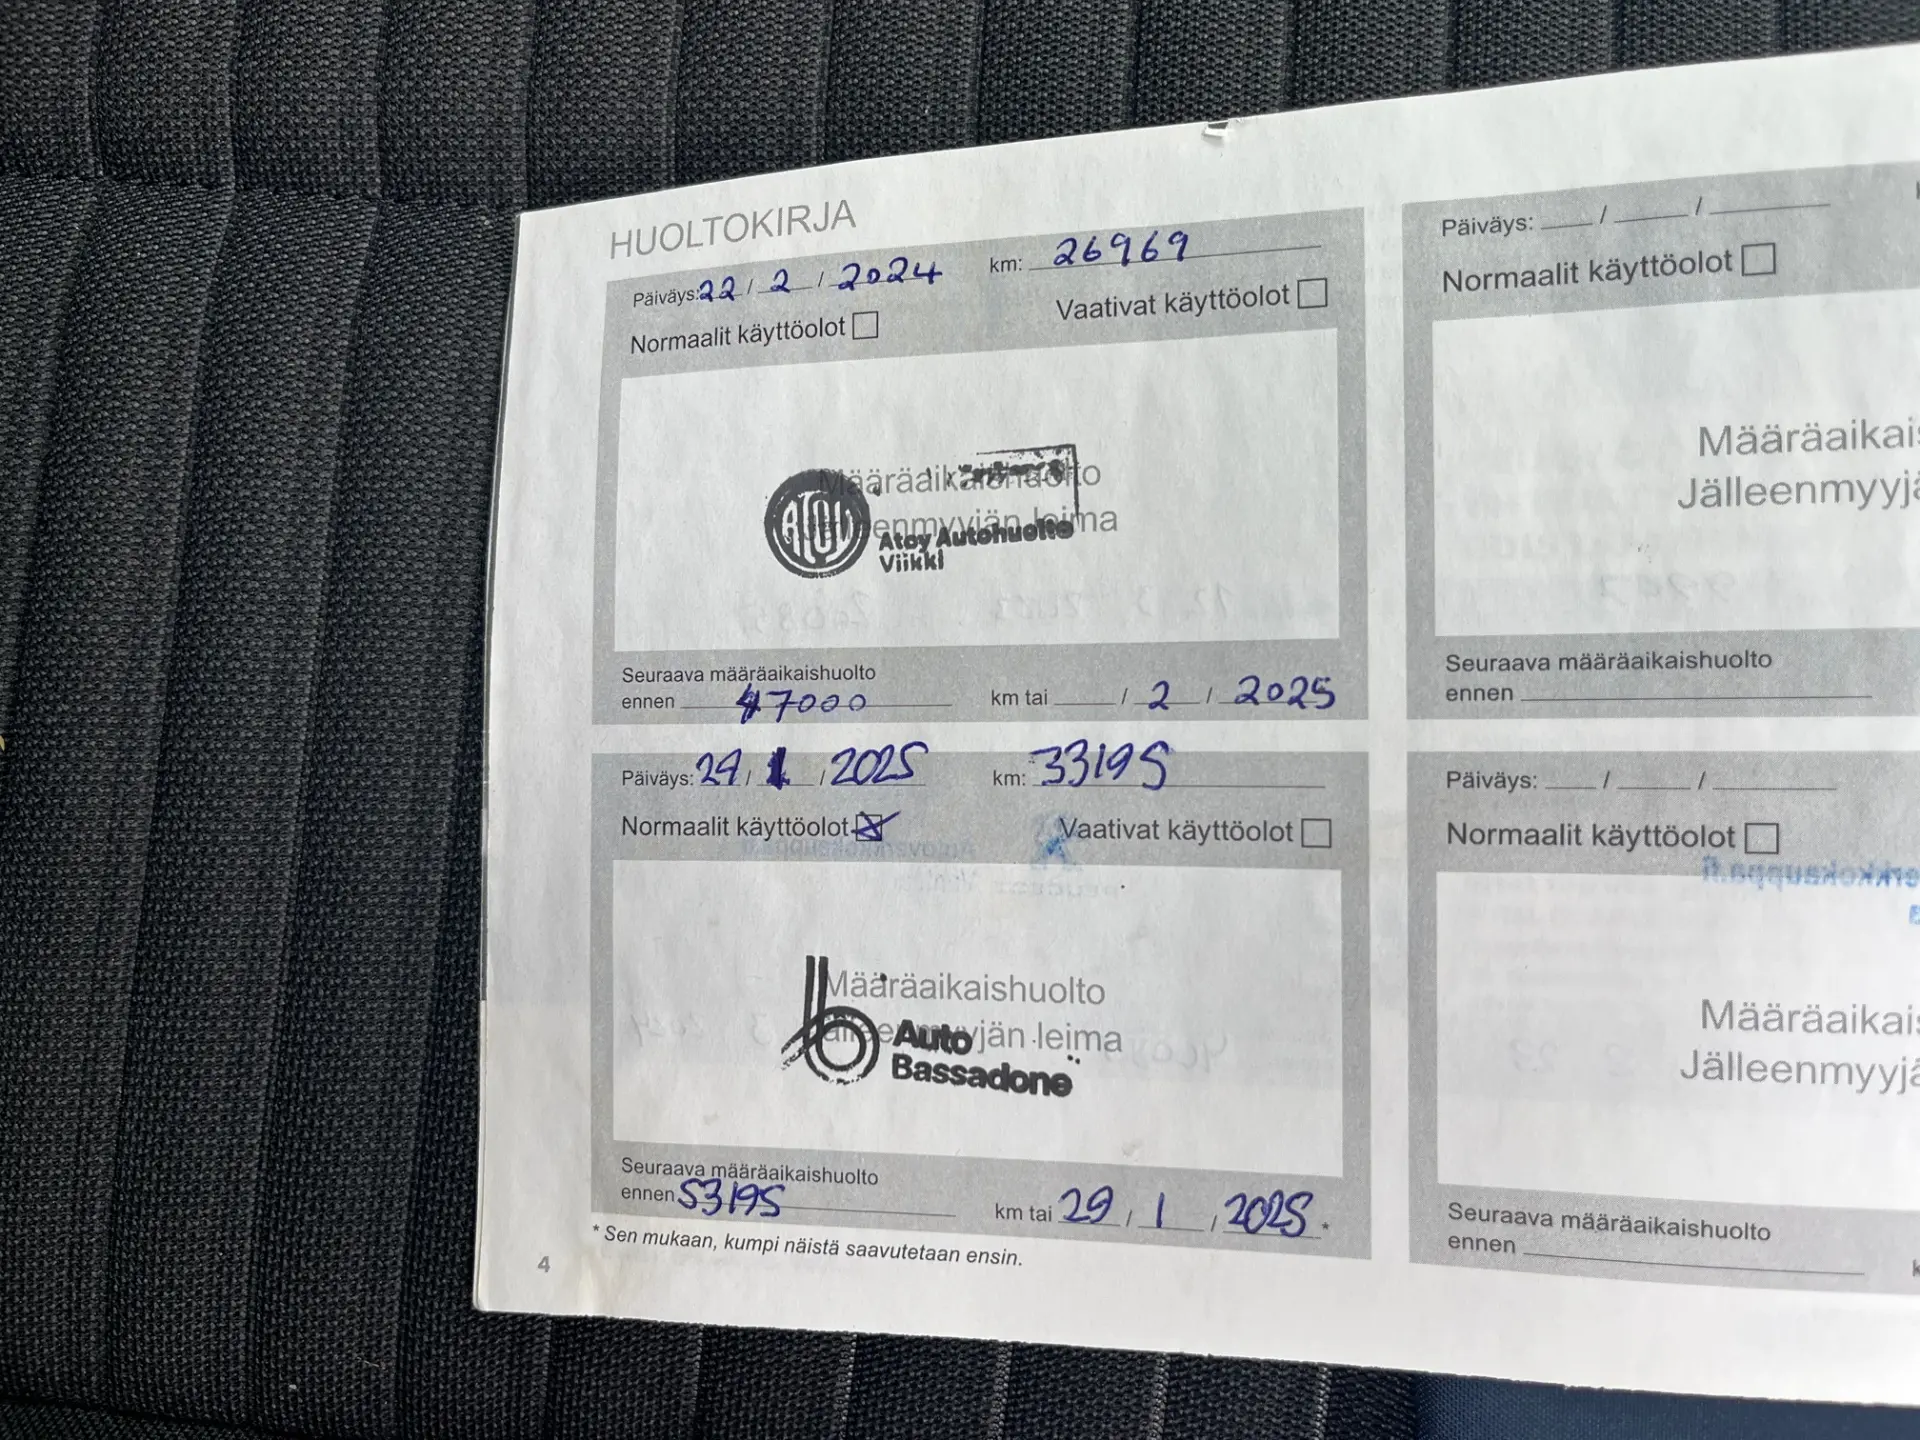 HUOLTOKIRJA
Päiväys: 22 / 2 / 2024 km: 26969
Normaalit käyttöolot Vaativat käyttöolot
Määräaikaishuolto
Jälleenmyyjän leima
ATOY Atoy Autohuolto
Viikki
Seuraava määräaikaishuolto
ennen 47000 km tai / 2 / 2025
Päiväys: 29 / 1 / 2025 km: 33195
Normaalit käyttöolot Vaativat käyttöolot
Määräaikaishuolto
Jälleenmyyjän leima
Auto
Bassadone
Seuraava määräaikaishuolto
ennen 53195 km tai 29 / 1 / 2025 *
* Sen mukaan, kumpi näistä saavutetaan ensin.
4
Päiväys: / /
Normaalit käyttöolot
Määräaikais
Jälleenmyyjä
Seuraava määräaikaishuolto
ennen
Päiväys: / /
Normaalit käyttöolot
Määräaikais
Jälleenmyyjä
Seuraava määräaikaishuolto
ennen